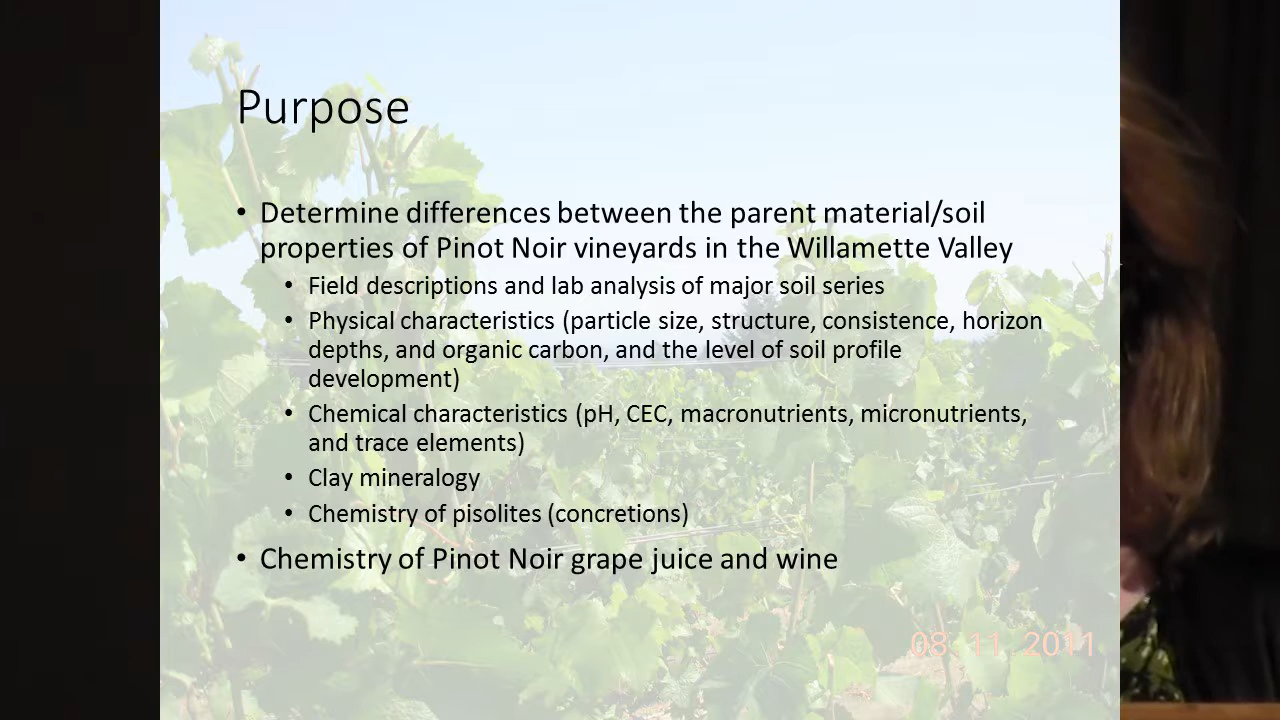 Purpose
• Determine differences between the parent material/soil
properties of Pinot Noir vineyards in the Willamette Valley
• Field descriptions and lab analysis of major soil series
• Physical characteristics (particle size, structure, consistence, horizon
depths, and organic carbon, and the level of soil profile
development)
• Chemical characteristics (pH, CEC, macronutrients, micronutrients,
and trace elements)
• Clay mineralogy
• Chemistry of pisolites (concretions)
• Chemistry of Pinot Noir grape juice and wine
08 11 2011